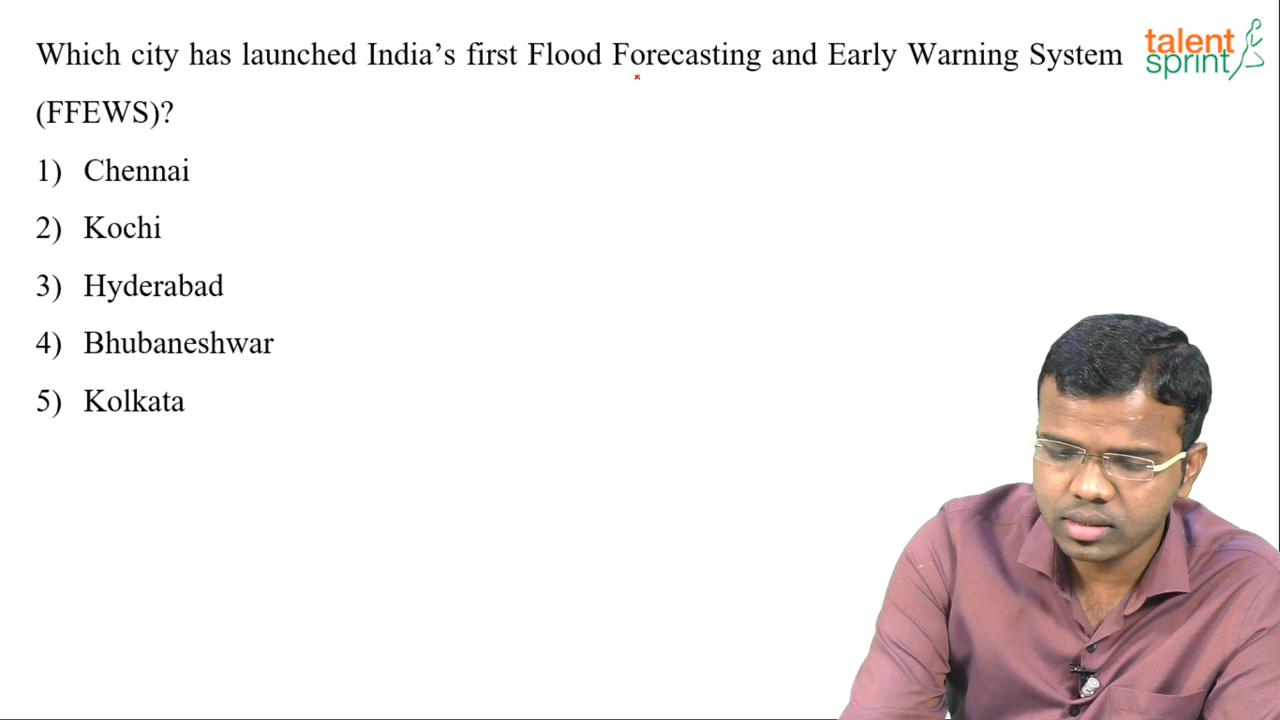 Which city has launched India’s first Flood Forecasting and Early Warning System
(FFEWS)?
1) Chennai
2) Kochi
3) Hyderabad
4) Bhubaneshwar
5) Kolkata
talent
sprint